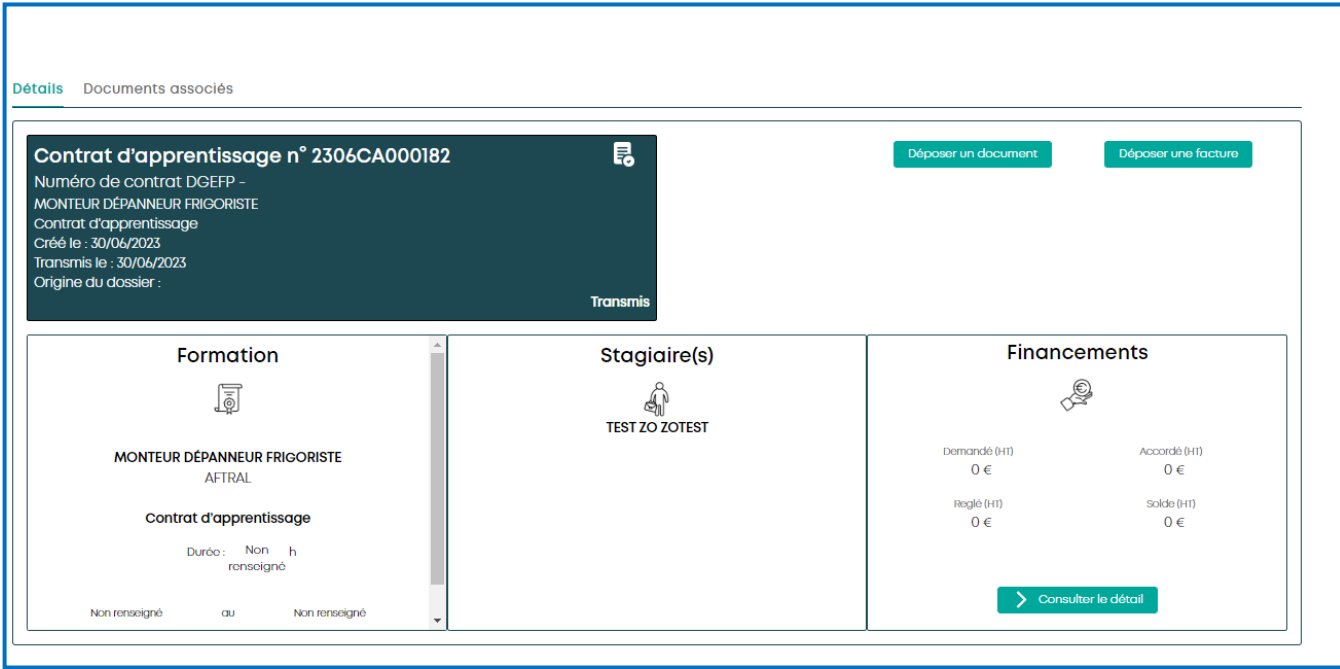 Détails Documents associés
Contrat d'apprentissage n° 2306CA000182
Numéro de contrat DGEFP -
MONTEUR DÉPANNEUR FRIGORISTE
Contrat d'apprentissage
Créé le : 30/06/2023
Transmis le : 30/06/2023
Origine du dossier :
Transmis
Déposer un document
Déposer une facture
Formation
MONTEUR DÉPANNEUR FRIGORISTE
AFTRAL
Contrat d'apprentissage
Durée : Non h
renseigné
Non renseigné au Non renseigné
Stagiaire(s)
TEST ZO ZOTEST
Financements
Demandé (HT) Accordé (HT)
0 € 0 €
Reglé (HT) Solde (HT)
0 € 0 €
Consulter le détail